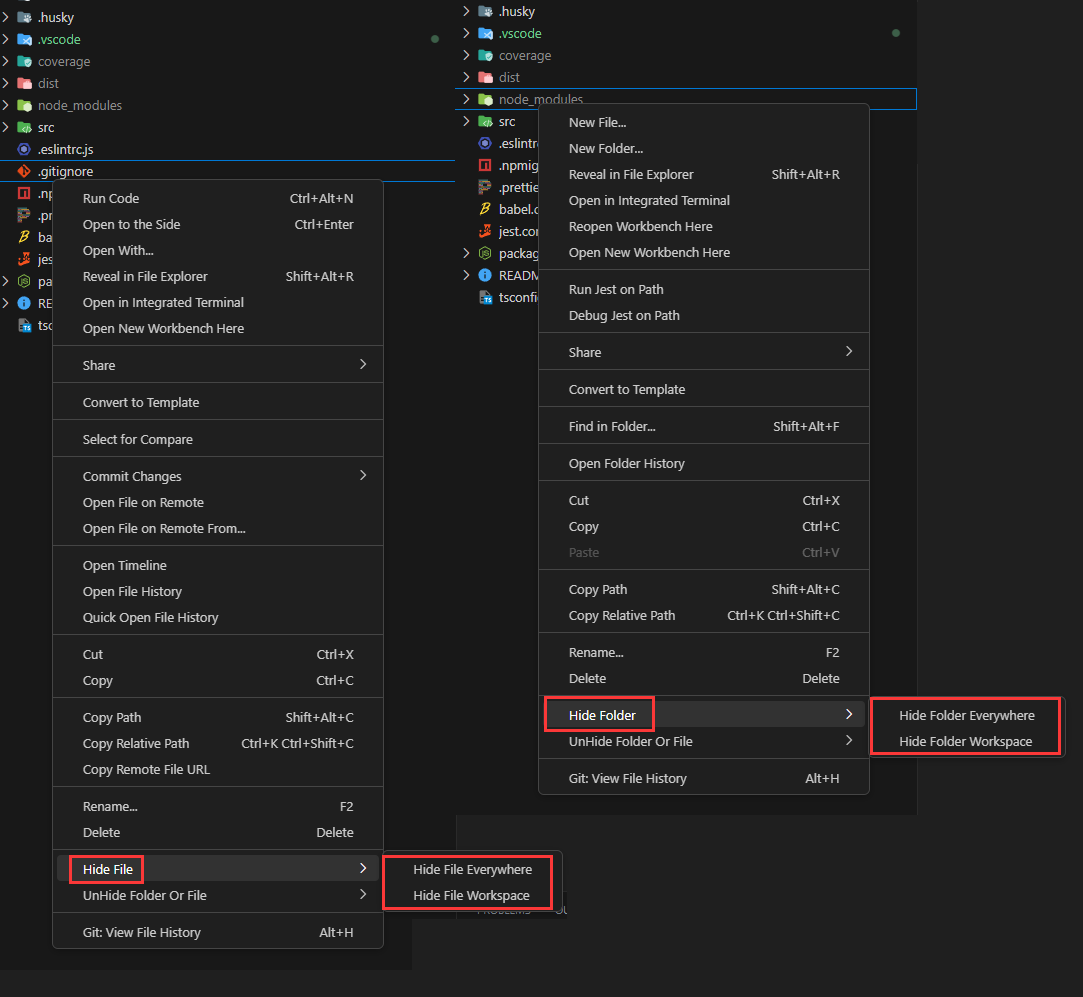 .husky
.vscode
coverage
dist
node_modules
src
.eslintrc.js
.gitignore
.np
.pr
ba
jes
pa
RE
tsc
Run Code Ctrl+Alt+N
Open to the Side Ctrl+Enter
Open With...
Reveal in File Explorer Shift+Alt+R
Open in Integrated Terminal
Open New Workbench Here
Share
Convert to Template
Select for Compare
Commit Changes
Open File on Remote
Open File on Remote From...
Open Timeline
Open File History
Quick Open File History
Cut Ctrl+X
Copy Ctrl+C
Copy Path Shift+Alt+C
Copy Relative Path Ctrl+K Ctrl+Shift+C
Copy Remote File URL
Rename... F2
Delete Delete
Hide File
UnHide Folder Or File
Git: View File History Alt+H
Hide File Everywhere
Hide File Workspace
PROBLEMS OU
.husky
.vscode
coverage
dist
node_modules
src
.eslintr
.npmig
.prettie
babel.c
jest.con
packag
READM
tsconfi
New File...
New Folder...
Reveal in File Explorer Shift+Alt+R
Open in Integrated Terminal
Reopen Workbench Here
Open New Workbench Here
Run Jest on Path
Debug Jest on Path
Share
Convert to Template
Find in Folder... Shift+Alt+F
Open Folder History
Cut Ctrl+X
Copy Ctrl+C
Paste Ctrl+V
Copy Path Shift+Alt+C
Copy Relative Path Ctrl+K Ctrl+Shift+C
Rename... F2
Delete Delete
Hide Folder
UnHide Folder Or File
Git: View File History Alt+H
Hide Folder Everywhere
Hide Folder Workspace